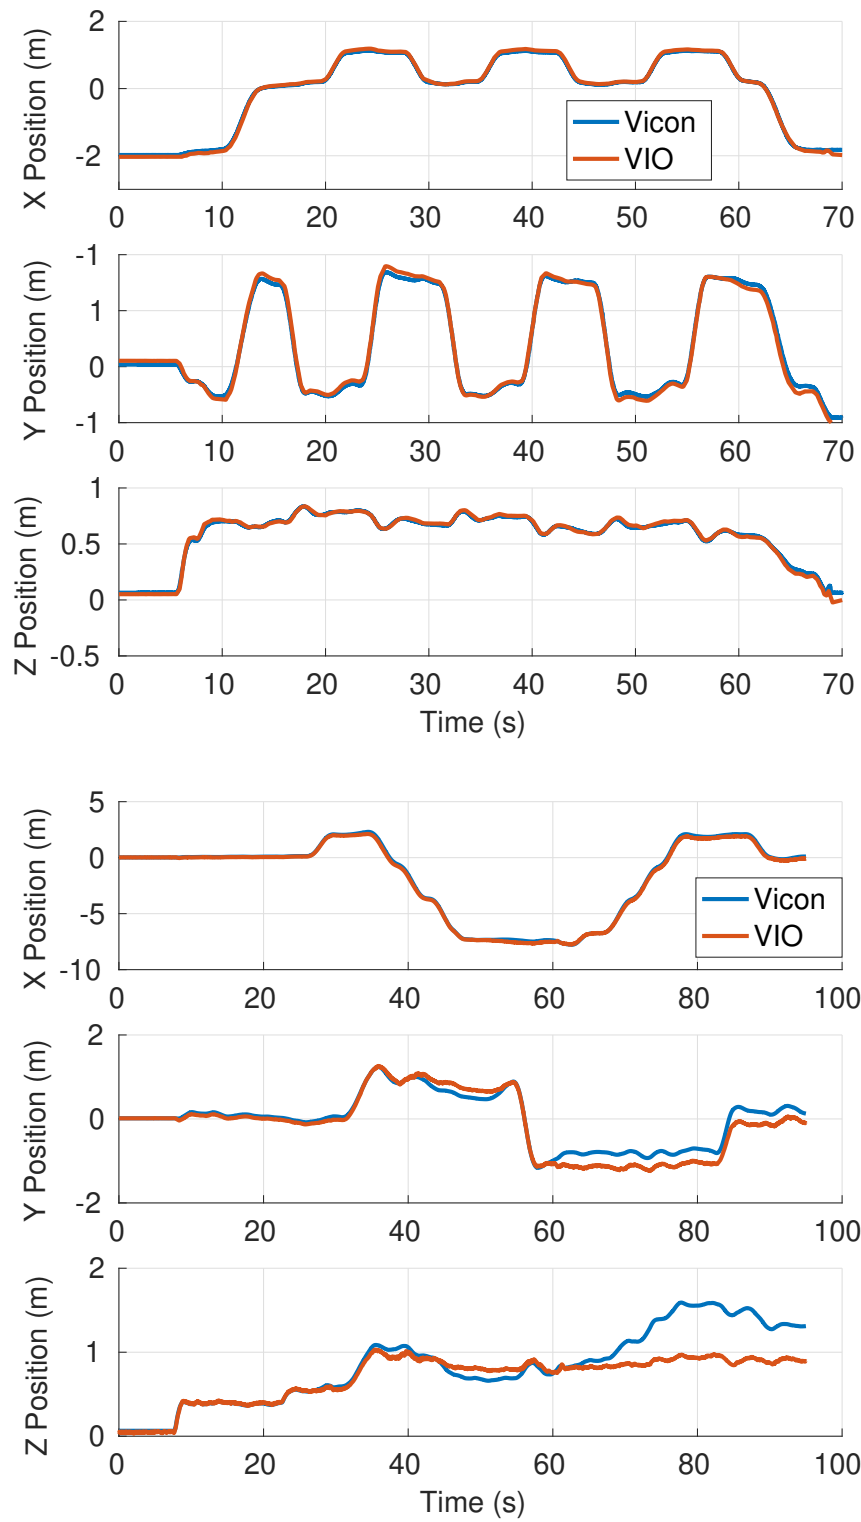 X Position (m)
2
0
-2
0 10 20 30 40 50 60 70
Vicon
VIO
Y Position (m)
-1
1
0
-1
0 10 20 30 40 50 60 70
Z Position (m)
1
0.5
0
-0.5
0 10 20 30 40 50 60 70
Time (s)
X Position (m)
5
0
-5
-10
0 20 40 60 80 100
Vicon
VIO
Y Position (m)
2
0
-2
0 20 40 60 80 100
Z Position (m)
2
1
0
0 20 40 60 80 100
Time (s)